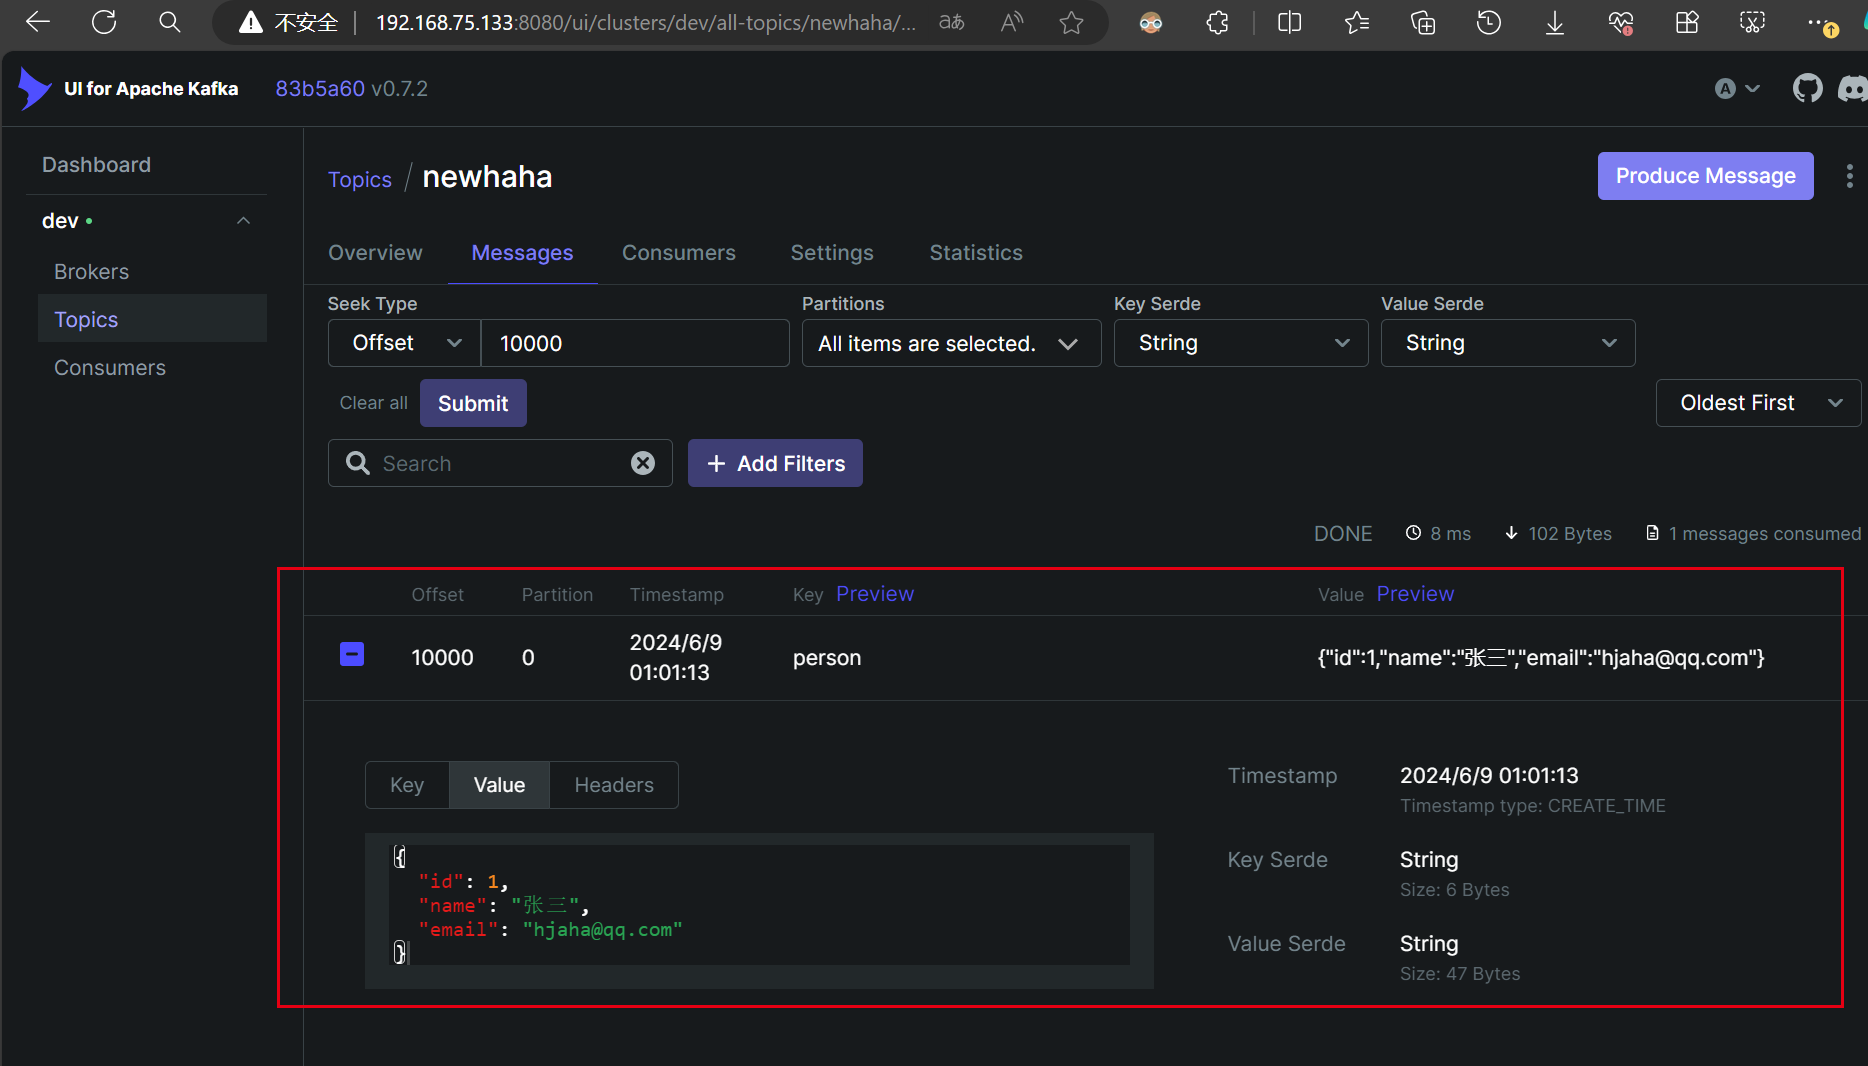 不安全 192.168.75.133:8080/ui/clusters/dev/all-topics/newhaha/...
UI for Apache Kafka 83b5a60 v0.7.2
A
Dashboard
dev
Brokers
Topics
Consumers
Topics / newhaha
Produce Message
Overview Messages Consumers Settings Statistics
Seek Type Partitions Key Serde Value Serde
Offset 10000 All items are selected. String String
Clear all Submit Oldest First
Search + Add Filters
DONE 8 ms 102 Bytes 1 messages consumed
Offset Partition Timestamp Key Preview Value Preview
10000 0 2024/6/9 01:01:13 person {"id":1,"name":"张三","email":"hjaha@qq.com"}
Key Value Headers
{
"id": 1,
"name": "张三",
"email": "hjaha@qq.com"
}
Timestamp 2024/6/9 01:01:13
Timestamp type: CREATE_TIME
Key Serde String
Size: 6 Bytes
Value Serde String
Size: 47 Bytes